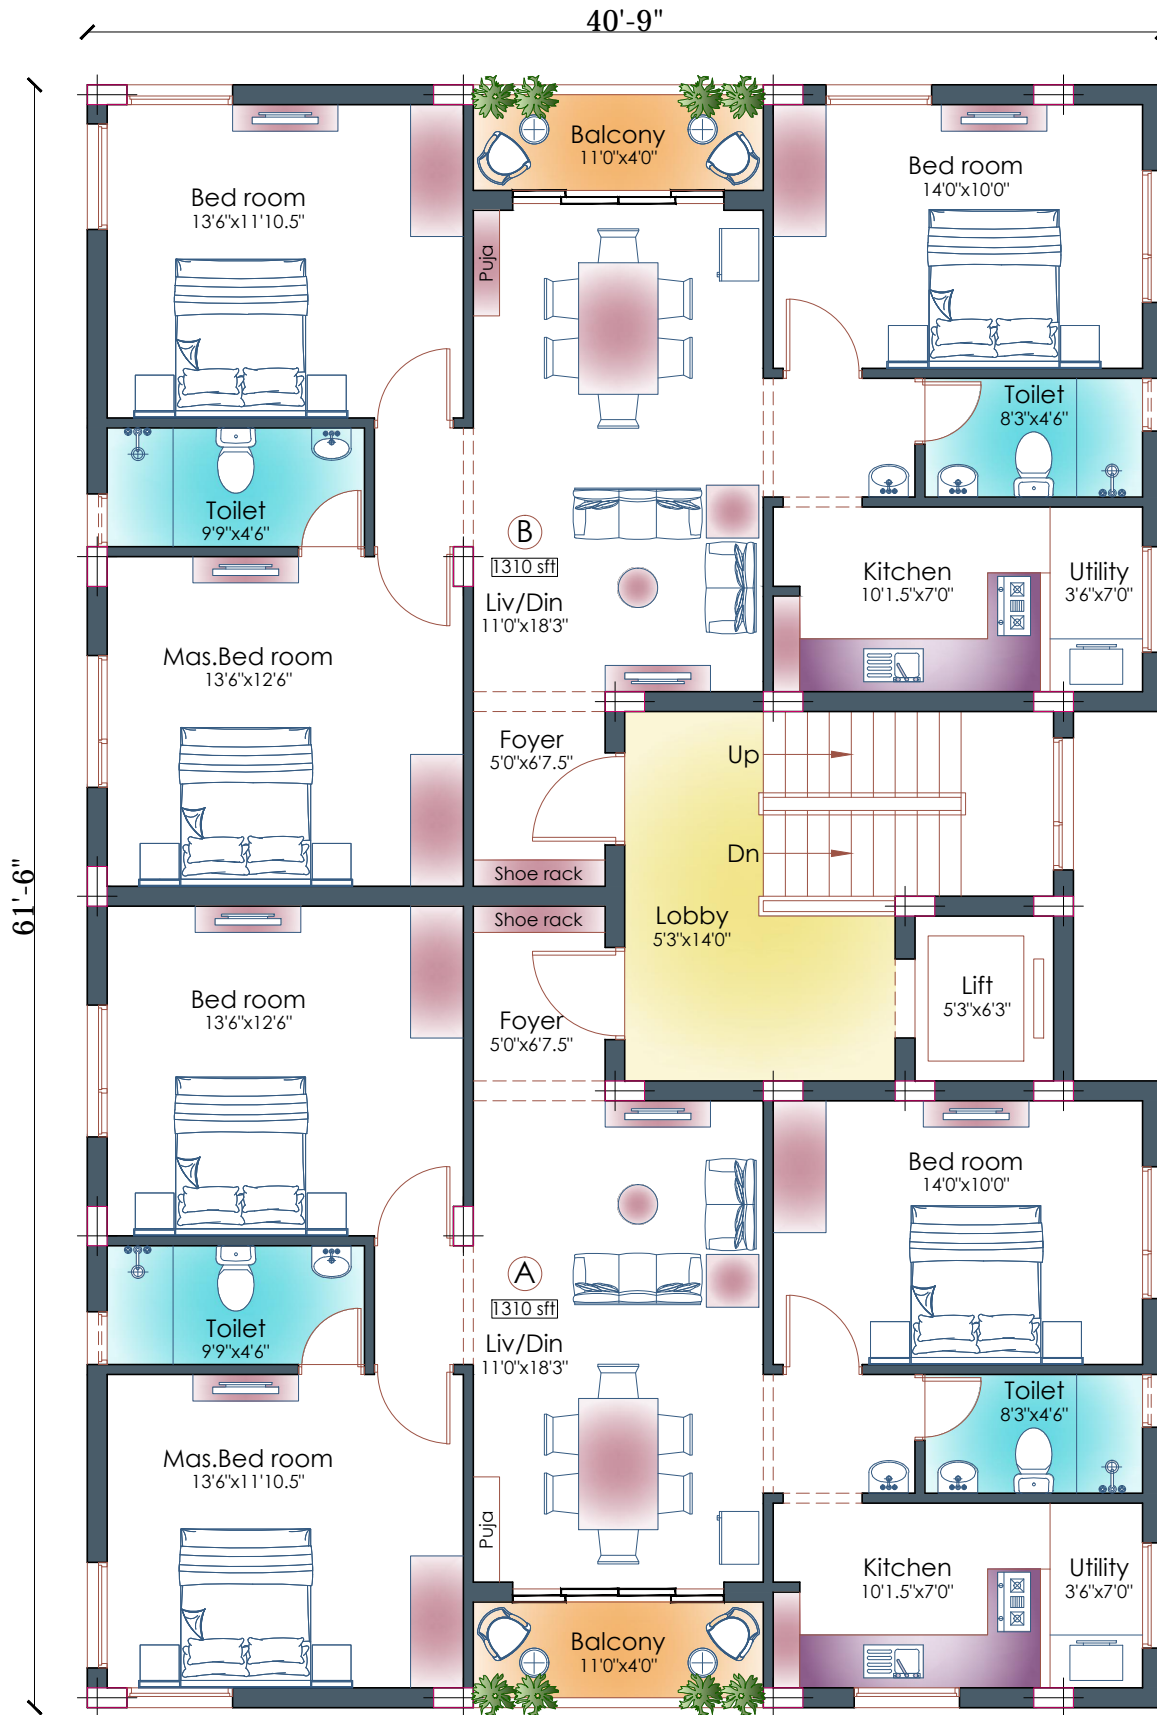 40'-9"
61'-6"
Balcony
11'0"x4'0"
Bed room
14'0"x10'0"
Bed room
13'6"x11'10.5"
Puja
Toilet
8'3"x4'6"
Toilet
9'9"x4'6"
B
1310 sft
Liv/Din
11'0"x18'3"
Kitchen
10'1.5"x7'0"
Utility
3'6"x7'0"
Mas.Bed room
13'6"x12'6"
Foyer
5'0"x6'7.5"
Up
Dn
Shoe rack
Shoe rack
Lobby
5'3"x14'0"
Lift
5'3"x6'3"
Bed room
13'6"x12'6"
Foyer
5'0"x6'7.5"
Bed room
14'0"x10'0"
A
1310 sft
Liv/Din
11'0"x18'3"
Toilet
9'9"x4'6"
Toilet
8'3"x4'6"
Mas.Bed room
13'6"x11'10.5"
Puja
Kitchen
10'1.5"x7'0"
Utility
3'6"x7'0"
Balcony
11'0"x4'0"